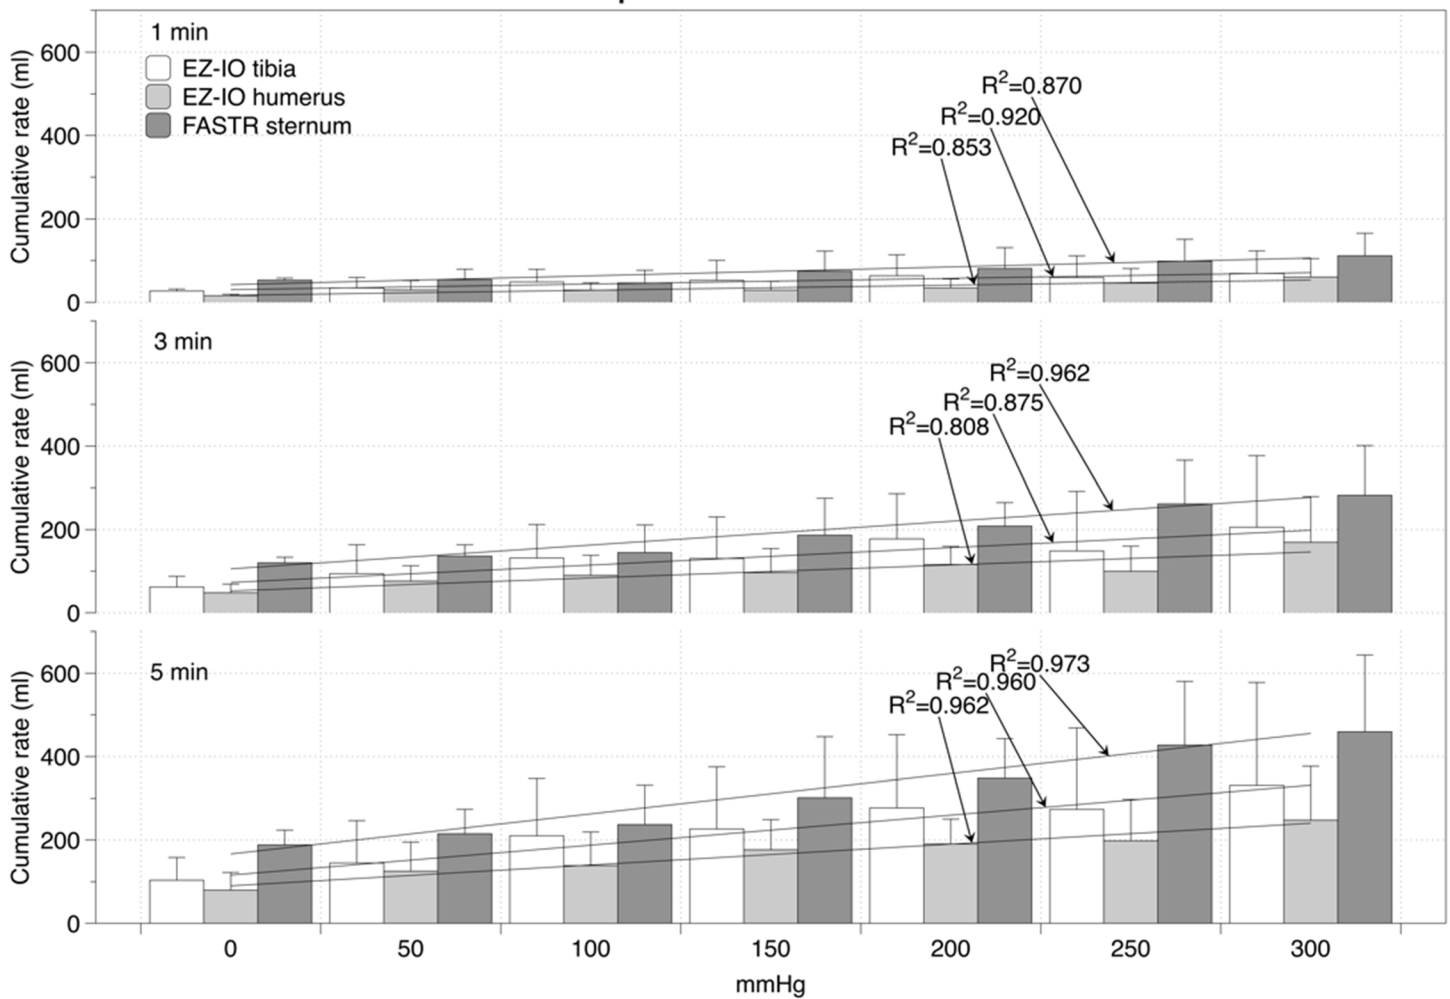 1 min
EZ-IO tibia
EZ-IO humerus
FASTR sternum
Cumulative rate (ml)
600
400
200
0
R²=0.870
R²=0.920
R²=0.853
3 min
Cumulative rate (ml)
600
400
200
0
R²=0.962
R²=0.875
R²=0.808
5 min
Cumulative rate (ml)
600
400
200
0
R²=0.973
R²=0.960
R²=0.962
0 50 100 150 200 250 300
mmHg